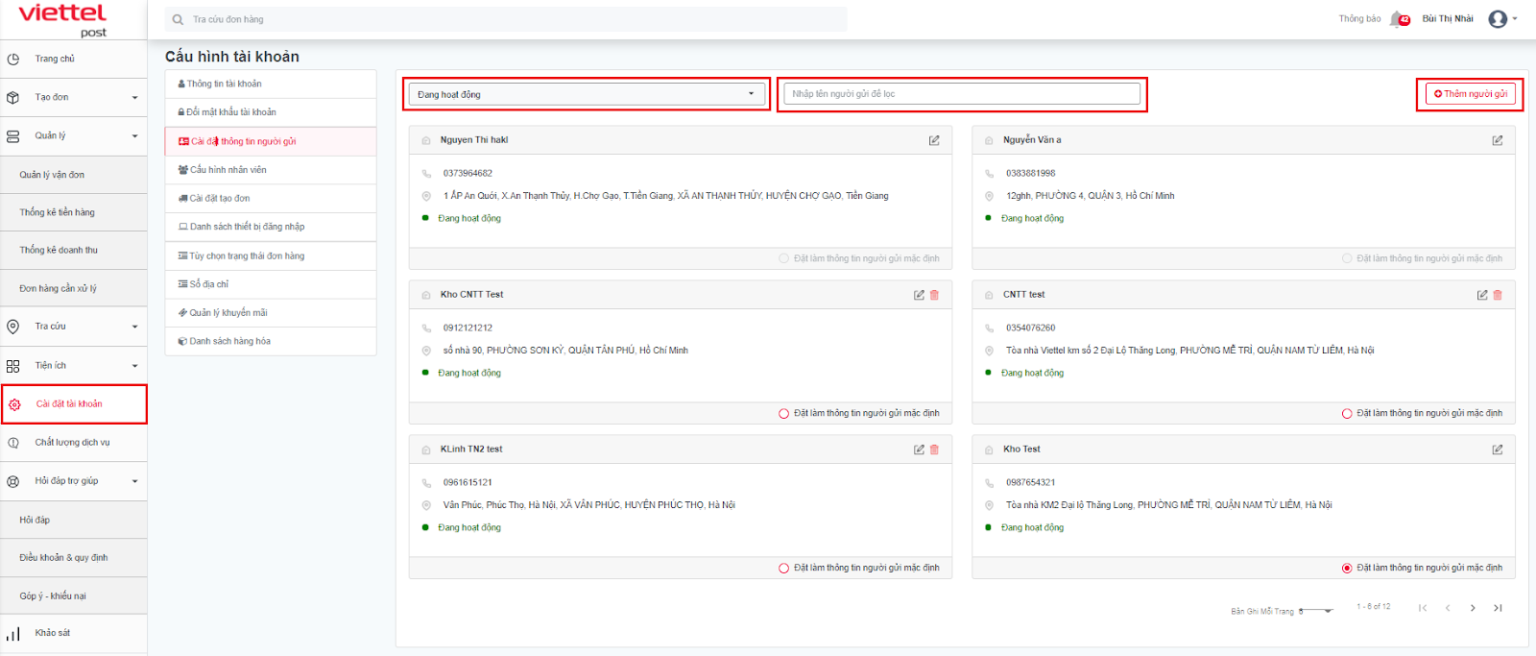 viettel
post
Tra cứu đơn hàng
Thông báo 42 Bùi Thị Nhài
Trang chủ
Tạo đơn
Quản lý
Quản lý vận đơn
Thống kê tiền hàng
Thống kê doanh thu
Đơn hàng cần xử lý
Tra cứu
Tiện ích
Cài đặt tài khoản
Chất lượng dịch vụ
Hỏi đáp trợ giúp
Hỏi đáp
Điều khoản & quy định
Góp ý - khiếu nại
Khảo sát
Cấu hình tài khoản
Thông tin tài khoản
Đổi mật khẩu tài khoản
Cài đặt thông tin người gửi
Cấu hình nhân viên
Cài đặt tạo đơn
Danh sách thiết bị đăng nhập
Tùy chọn trạng thái đơn hàng
Sổ địa chỉ
Quản lý khuyến mãi
Danh sách hàng hóa
Đang hoạt động
Nhập tên người gửi để lọc
Thêm người gửi
Nguyen Thi hakl
0373964682
1 ẤP An Quới, X.An Thạnh Thủy, H.Chợ Gạo, T.Tiền Giang, XÃ AN THẠNH THỦY, HUYỆN CHỢ GẠO, Tiền Giang
Đang hoạt động
Đặt làm thông tin người gửi mặc định
Nguyễn Văn a
0383881998
12ghh, PHƯỜNG 4, QUẬN 3, Hồ Chí Minh
Đang hoạt động
Đặt làm thông tin người gửi mặc định
Kho CNTT Test
0912121212
số nhà 90, PHƯỜNG SƠN KỲ, QUẬN TÂN PHÚ, Hồ Chí Minh
Đang hoạt động
Đặt làm thông tin người gửi mặc định
CNTT test
0354076260
Tòa nhà Viettel km số 2 Đại Lộ Thăng Long, PHƯỜNG MỄ TRÌ, QUẬN NAM TỪ LIÊM, Hà Nội
Đang hoạt động
Đặt làm thông tin người gửi mặc định
KLinh TN2 test
0961615121
Vân Phúc, Phúc Thọ, Hà Nội, XÃ VÂN PHÚC, HUYỆN PHÚC THỌ, Hà Nội
Đang hoạt động
Đặt làm thông tin người gửi mặc định
Kho Test
0987654321
Tòa nhà KM2 Đại lộ Thăng Long, PHƯỜNG MỄ TRÌ, QUẬN NAM TỪ LIÊM, Hà Nội
Đang hoạt động
Đặt làm thông tin người gửi mặc định
Bản Ghi Mỗi Trang 6 1 - 6 of 12